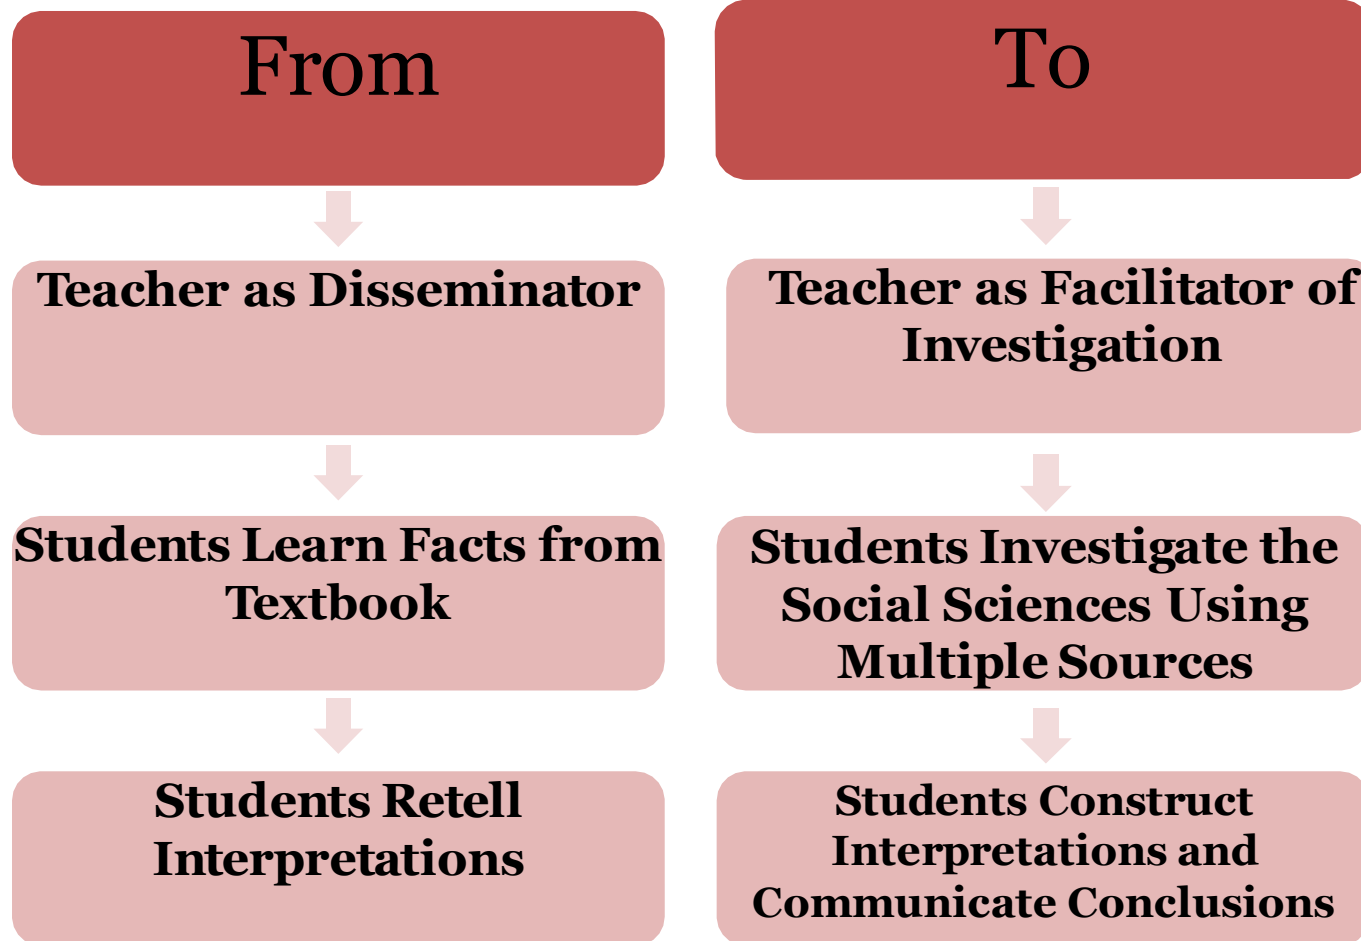 From
Teacher as Disseminator
Students Learn Facts from
Textbook
Students Retell
Interpretations
To
Teacher as Facilitator of
Investigation
Students Investigate the
Social Sciences Using
Multiple Sources
Students Construct
Interpretations and
Communicate Conclusions